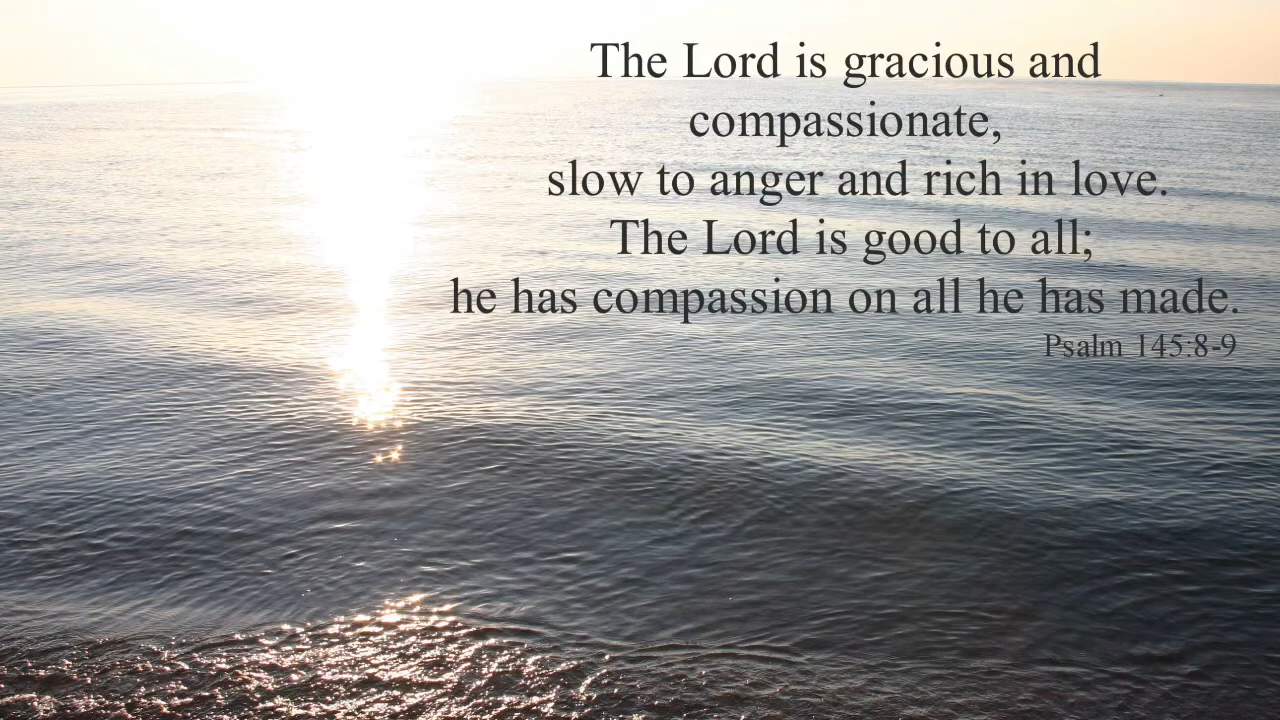 The Lord is gracious and
compassionate,
slow to anger and rich in love.
The Lord is good to all;
he has compassion on all he has made.
Psalm 145:8-9